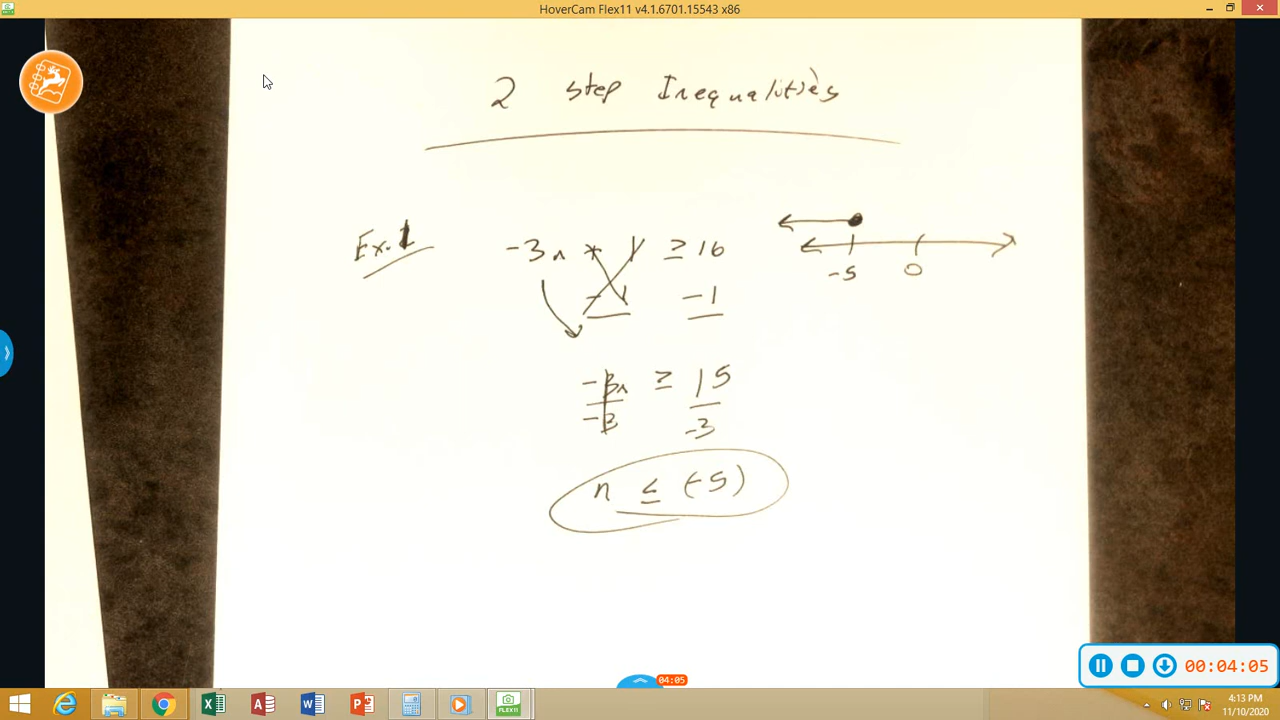 HoverCam Flex11 v4.1.6701.15543 x86
2 step Inequalities
Ex. 1
-3n + 1 ≥ 16
-1 -1
-5 0
-3n ≥ 15
-3 -3
n ≤ (-5)
00:04:05
04:05
FLEX11
4:13 PM
11/10/2020